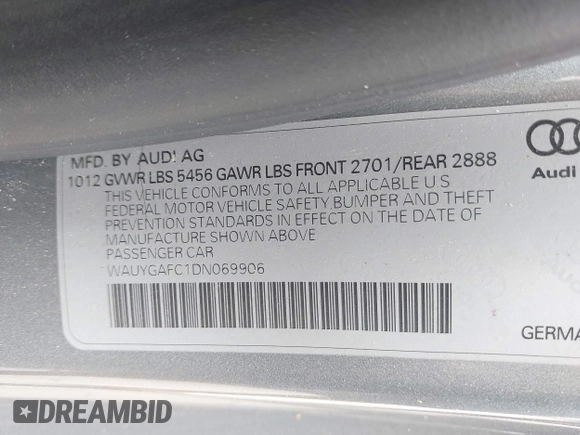 MFD. BY AUDI AG
1012 GVWR LBS 5456 GAWR LBS FRONT 2701/REAR 2888
THIS VEHICLE CONFORMS TO ALL APPLICABLE U.S
FEDERAL MOTOR VEHICLE SAFETY, BUMPER AND THEFT
PREVENTION STANDARDS IN EFFECT ON THE DATE OF
MANUFACTURE SHOWN ABOVE
PASSENGER CAR
WAUYGAFC1DN069906
Audi
GERMA
DREAMBID